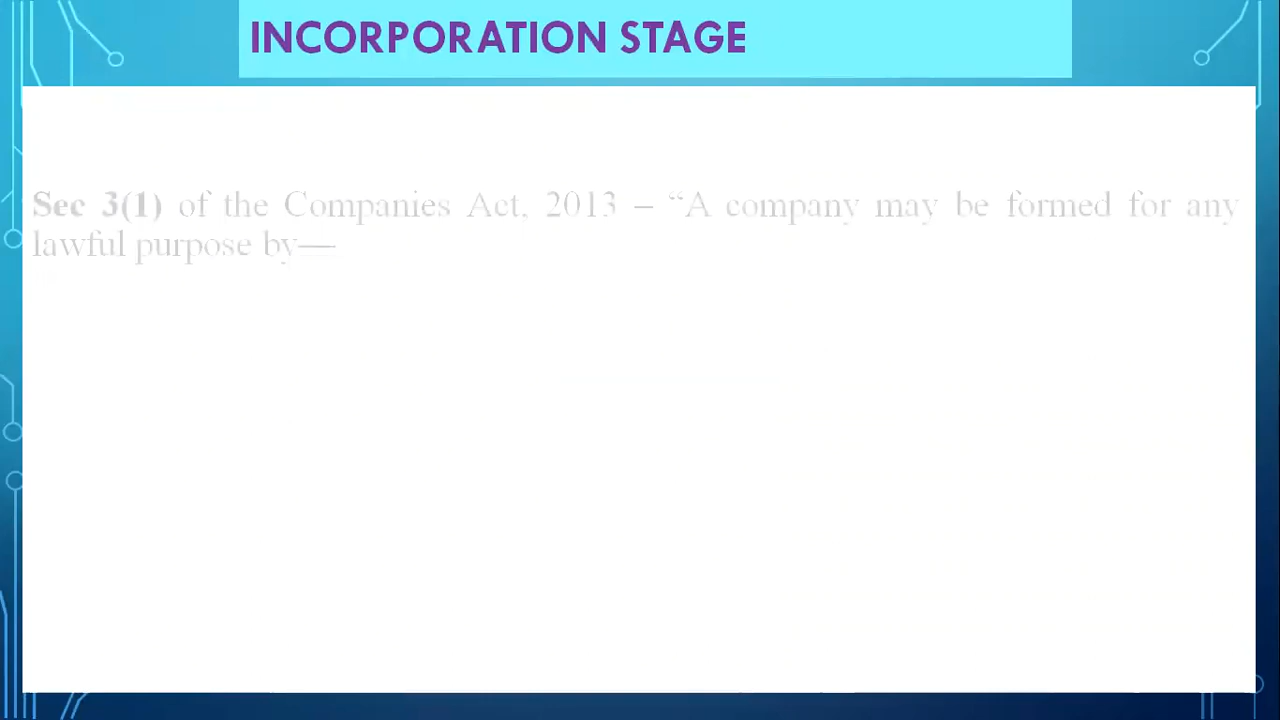 INCORPORATION STAGE
Sec 3(1) of the Companies Act, 2013 – “A company may be formed for any
lawful purpose by—